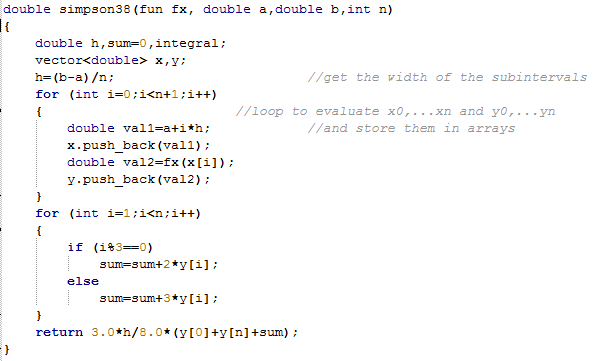 double simpson38(fun fx, double a,double b,int n)
{
double h,sum=0,integral;
vector<double> x,y;
h=(b-a)/n; //get the width of the subintervals
for (int i=0;i<n+1;i++)
{ //loop to evaluate x0,...xn and y0,...yn
double val1=a+i*h; //and store them in arrays
x.push_back(val1);
double val2=fx(x[i]);
y.push_back(val2);
}
for (int i=1;i<n;i++)
{
if (i%3==0)
sum=sum+2*y[i];
else
sum=sum+3*y[i];
}
return 3.0*h/8.0*(y[0]+y[n]+sum);
}